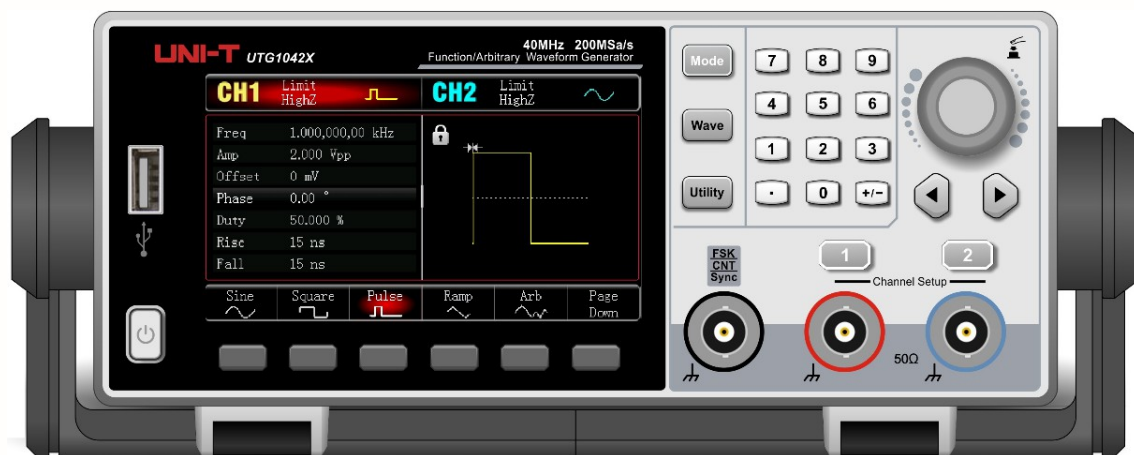 UNI-T UTG1042X
40MHz 200MSa/s
Function/Arbitrary Waveform Generator
CH1 Limit HighZ
CH2 Limit HighZ
Freq 1.000,000,00 kHz
Amp 2.000 Vpp
Offset 0 mV
Phase 0.00 °
Duty 50.000 %
Rise 15 ns
Fall 15 ns
Sine Square Pulse Ramp Arb Page Down
Mode
Wave
Utility
7 8 9
4 5 6
1 2 3
. 0 +/−
FSK
CNT
Sync
1 2
Channel Setup
50Ω